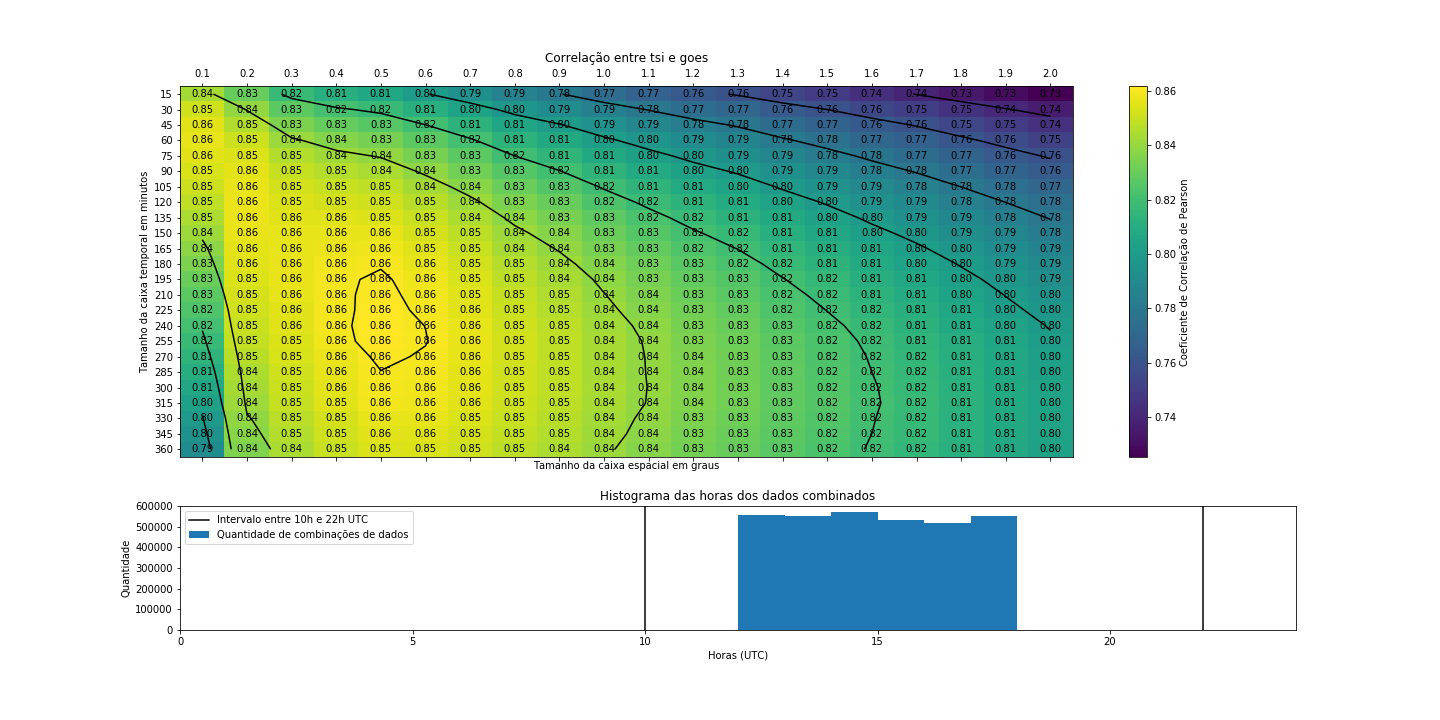 Correlação entre tsi e goes
0.1 0.2 0.3 0.4 0.5 0.6 0.7 0.8 0.9 1.0 1.1 1.2 1.3 1.4 1.5 1.6 1.7 1.8 1.9 2.0
15 0.84 0.83 0.82 0.81 0.81 0.80 0.79 0.79 0.78 0.77 0.77 0.76 0.76 0.75 0.75 0.74 0.74 0.73 0.73 0.73
30 0.85 0.84 0.83 0.82 0.82 0.81 0.80 0.80 0.79 0.79 0.78 0.77 0.77 0.76 0.76 0.75 0.75 0.74 0.74 0.74
45 0.86 0.85 0.83 0.83 0.83 0.82 0.81 0.81 0.80 0.79 0.79 0.78 0.78 0.77 0.77 0.76 0.76 0.75 0.75 0.74
60 0.86 0.85 0.84 0.84 0.83 0.83 0.82 0.81 0.81 0.80 0.80 0.79 0.79 0.78 0.78 0.77 0.77 0.76 0.76 0.75
75 0.86 0.85 0.85 0.84 0.84 0.83 0.83 0.82 0.81 0.81 0.80 0.80 0.79 0.79 0.78 0.78 0.77 0.77 0.76 0.76
90 0.86 0.85 0.85 0.85 0.84 0.84 0.83 0.83 0.82 0.81 0.81 0.80 0.80 0.79 0.79 0.78 0.78 0.77 0.77 0.76
105 0.85 0.86 0.85 0.85 0.85 0.84 0.84 0.83 0.83 0.82 0.81 0.81 0.80 0.80 0.79 0.79 0.78 0.78 0.78 0.77
120 0.85 0.86 0.85 0.85 0.85 0.85 0.84 0.83 0.83 0.82 0.82 0.81 0.81 0.80 0.80 0.79 0.79 0.78 0.78 0.78
135 0.85 0.86 0.86 0.85 0.85 0.85 0.84 0.84 0.83 0.83 0.82 0.82 0.81 0.81 0.80 0.80 0.79 0.79 0.78 0.78
150 0.84 0.86 0.86 0.86 0.85 0.85 0.85 0.84 0.84 0.83 0.83 0.82 0.82 0.81 0.81 0.80 0.80 0.79 0.79 0.78
165 0.84 0.86 0.86 0.86 0.86 0.85 0.85 0.84 0.84 0.83 0.83 0.82 0.82 0.81 0.81 0.81 0.80 0.80 0.79 0.79
180 0.83 0.86 0.86 0.86 0.86 0.86 0.85 0.85 0.84 0.84 0.83 0.83 0.82 0.82 0.81 0.81 0.80 0.80 0.79 0.79
195 0.83 0.85 0.86 0.86 0.86 0.86 0.85 0.85 0.84 0.84 0.83 0.83 0.83 0.82 0.82 0.81 0.81 0.80 0.80 0.79
210 0.83 0.85 0.86 0.86 0.86 0.86 0.85 0.85 0.85 0.84 0.84 0.83 0.83 0.82 0.82 0.81 0.81 0.80 0.80 0.80
225 0.82 0.85 0.86 0.86 0.86 0.86 0.85 0.85 0.85 0.84 0.84 0.83 0.83 0.82 0.82 0.81 0.81 0.81 0.80 0.80
240 0.82 0.85 0.86 0.86 0.86 0.86 0.86 0.85 0.85 0.84 0.84 0.83 0.83 0.83 0.82 0.82 0.81 0.81 0.80 0.80
255 0.82 0.85 0.85 0.86 0.86 0.86 0.86 0.85 0.85 0.85 0.84 0.84 0.83 0.83 0.82 0.82 0.81 0.81 0.81 0.80
270 0.81 0.85 0.85 0.86 0.86 0.86 0.86 0.85 0.85 0.85 0.84 0.84 0.83 0.83 0.82 0.82 0.82 0.81 0.81 0.80
285 0.81 0.84 0.85 0.86 0.86 0.86 0.86 0.85 0.85 0.85 0.84 0.84 0.83 0.83 0.82 0.82 0.82 0.81 0.81 0.80
300 0.81 0.84 0.85 0.86 0.86 0.86 0.85 0.85 0.85 0.84 0.84 0.84 0.83 0.83 0.82 0.82 0.82 0.81 0.81 0.80
315 0.80 0.84 0.85 0.85 0.86 0.86 0.85 0.85 0.85 0.84 0.84 0.83 0.83 0.83 0.82 0.82 0.82 0.81 0.81 0.80
330 0.80 0.84 0.85 0.85 0.86 0.86 0.85 0.85 0.85 0.84 0.84 0.83 0.83 0.83 0.82 0.82 0.82 0.81 0.81 0.80
345 0.80 0.84 0.85 0.85 0.86 0.86 0.85 0.85 0.85 0.84 0.84 0.83 0.83 0.83 0.82 0.82 0.82 0.81 0.81 0.80
360 0.79 0.84 0.84 0.85 0.85 0.85 0.85 0.85 0.84 0.84 0.84 0.83 0.83 0.83 0.82 0.82 0.82 0.81 0.81 0.80
Tamanho da caixa temporal em minutos
Tamanho da caixa espacial em graus
0.86
0.84
0.82
0.80
0.78
0.76
0.74
Coeficiente de Correlação de Pearson
Histograma das horas dos dados combinados
Intervalo entre 10h e 22h UTC
Quantidade de combinações de dados
600000
500000
400000
300000
200000
100000
0
Quantidade
0 5 10 15 20
Horas (UTC)